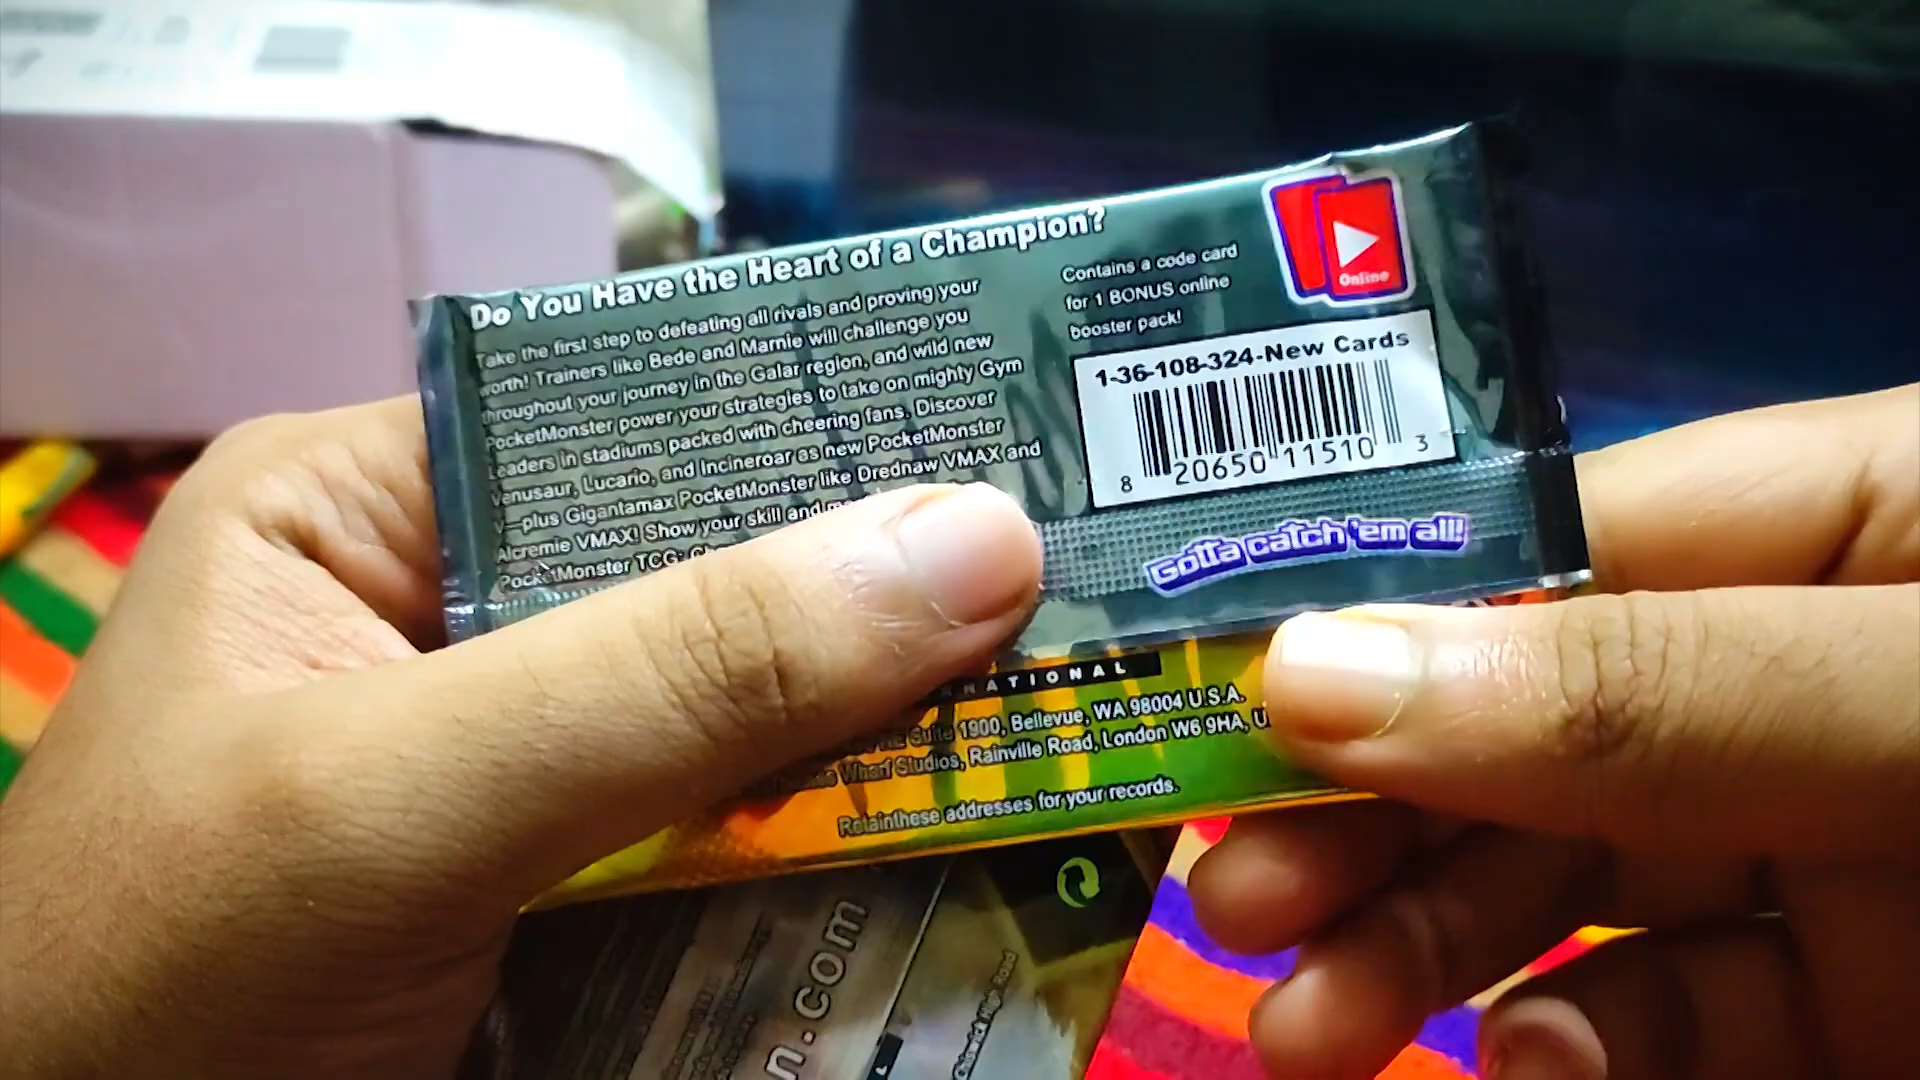 Do You Have the Heart of a Champion?
Take the first step to defeating all rivals and proving your
worth! Trainers like Bede and Marnie will challenge you
throughout your journey in the Galar region, and wild new
PocketMonster power your strategies to take on mighty Gym
Leaders in stadiums packed with cheering fans. Discover
Venusaur, Lucario, and Incineroar as new PocketMonster
V—plus Gigantamax PocketMonster like Drednaw VMAX and
Alcremie VMAX! Show your skill and
PocketMonster TCG:
Contains a code card
for 1 BONUS online
booster pack!
Online
1-36-108-324-New Cards
8 20650 11510 3
Gotta catch 'em all!
NATIONAL
Suite 1900, Bellevue, WA 98004 U.S.A.
Wharf Studios, Rainville Road, London W6 9HA, U
Retainthese addresses for your records.
n.com
Chiswick High Road